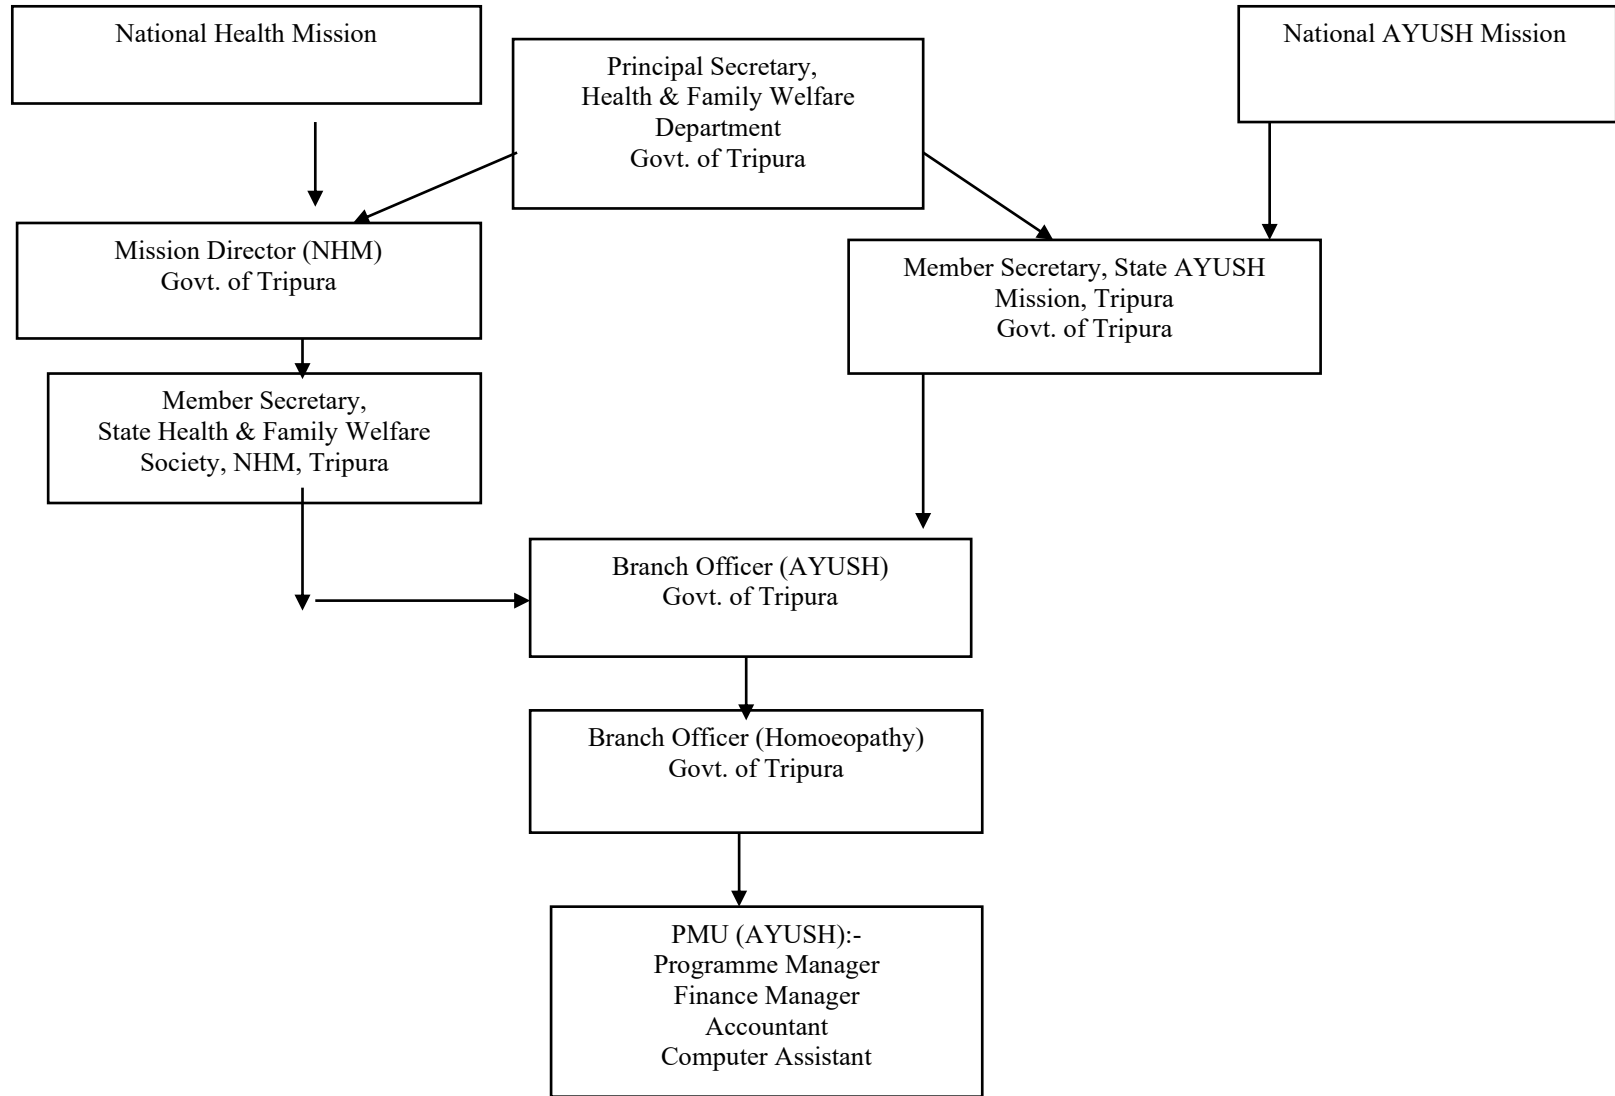 National Health Mission
Principal Secretary,
Health & Family Welfare
Department
Govt. of Tripura
National AYUSH Mission
Mission Director (NHM)
Govt. of Tripura
Member Secretary, State AYUSH
Mission, Tripura
Govt. of Tripura
Member Secretary,
State Health & Family Welfare
Society, NHM, Tripura
Branch Officer (AYUSH)
Govt. of Tripura
Branch Officer (Homoeopathy)
Govt. of Tripura
PMU (AYUSH):-
Programme Manager
Finance Manager
Accountant
Computer Assistant